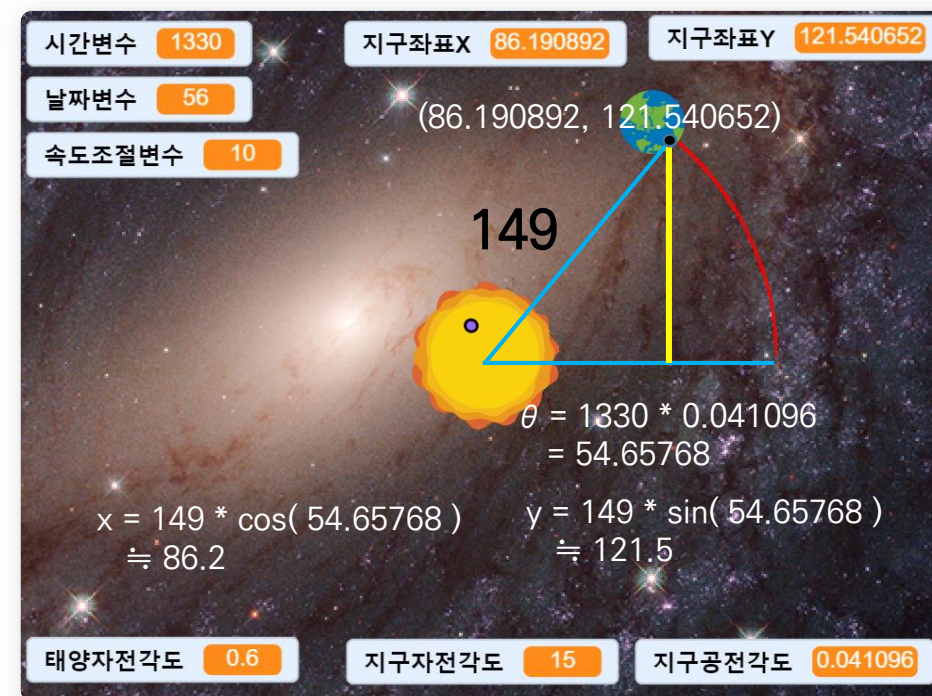 시간변수 1330
지구좌표X 86.190892
지구좌표Y 121.540652
날짜변수 56
속도조절변수 10
(86.190892, 121.540652)
149
θ = 1330 * 0.041096
= 54.65768
x = 149 * cos( 54.65768 )
≒ 86.2
y = 149 * sin( 54.65768 )
≒ 121.5
태양자전각도 0.6
지구자전각도 15
지구공전각도 0.041096